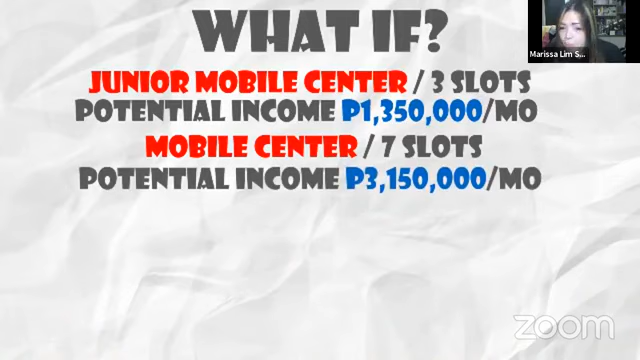 WHAT IF?
JUNIOR MOBILE CENTER / 3 SLOTS
POTENTIAL INCOME P1,350,000/MO
MOBILE CENTER / 7 SLOTS
POTENTIAL INCOME P3,150,000/MO
Marissa Lim S...
zoom